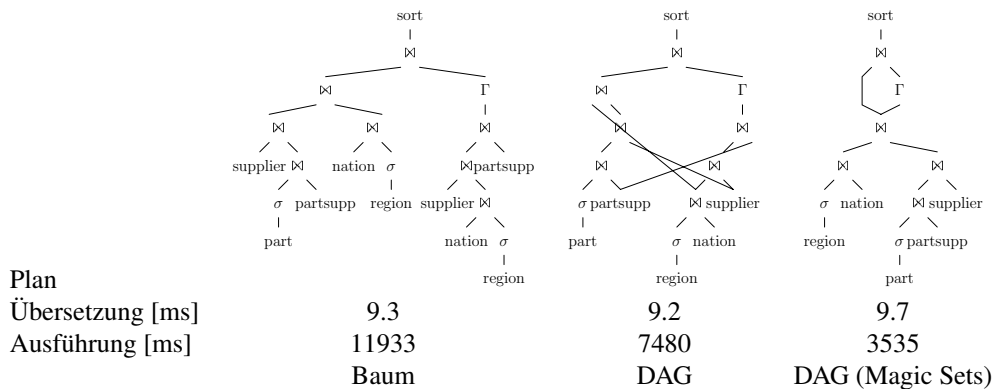 sort sort sort
⋈ ⋈ ⋈
⋈ Γ ⋈ Γ Γ
⋈ ⋈ ⋈ ⋈ ⋈ ⋈
supplier ⋈ nation σ ⋈ partsupp ⋈ ⋈ ⋈ ⋈
σ partsupp region supplier ⋈ σ partsupp ⋈ supplier σ nation ⋈ supplier
part nation σ part σ nation region σ partsupp
region region part
Plan
Übersetzung [ms] 9.3 9.2 9.7
Ausführung [ms] 11933 7480 3535
Baum DAG DAG (Magic Sets)